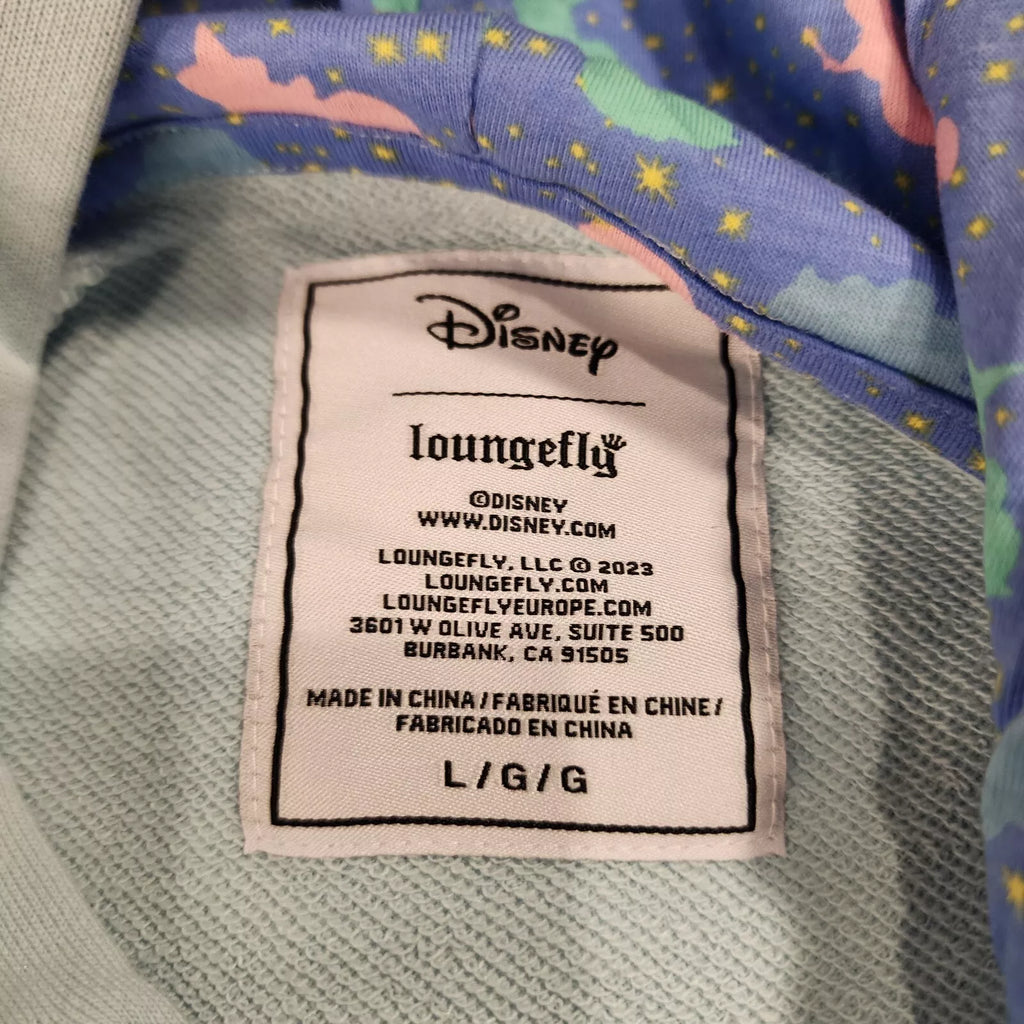 Disney
loungefly
©DISNEY
WWW.DISNEY.COM
LOUNGEFLY, LLC © 2023
LOUNGEFLY.COM
LOUNGEFLYEUROPE.COM
3601 W OLIVE AVE, SUITE 500
BURBANK, CA 91505
MADE IN CHINA / FABRIQUÉ EN CHINE /
FABRICADO EN CHINA
L / G / G